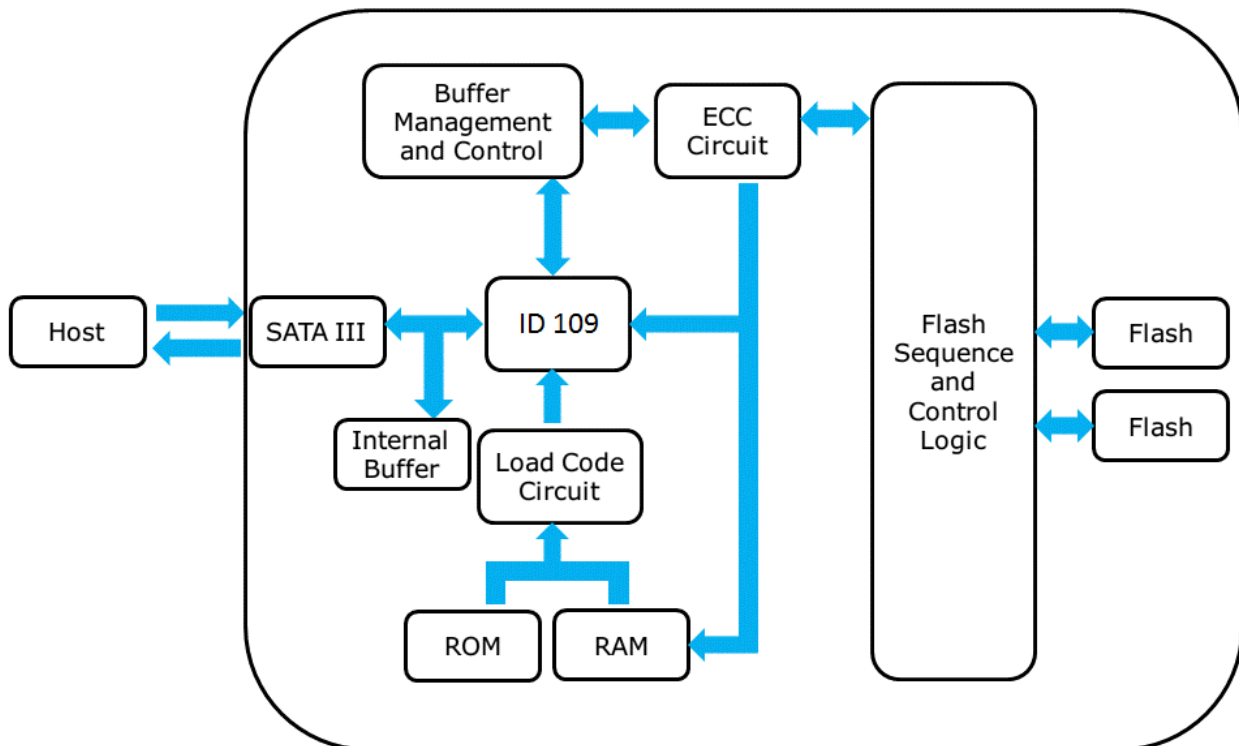 Buffer
Management
and Control
ECC
Circuit
Host
SATA III
ID 109
Flash
Sequence
and
Control
Logic
Flash
Flash
Internal
Buffer
Load Code
Circuit
ROM
RAM